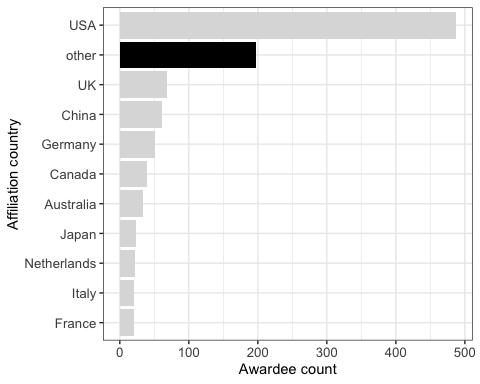 USA
other
UK
China
Germany
Canada
Australia
Japan
Netherlands
Italy
France
Affiliation country
0 100 200 300 400 500
Awardee count